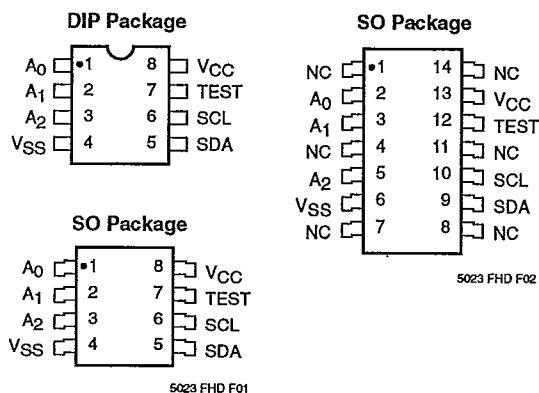 DIP Package
A0 1 8 VCC
A1 2 7 TEST
A2 3 6 SCL
VSS 4 5 SDA
SO Package
A0 1 8 VCC
A1 2 7 TEST
A2 3 6 SCL
VSS 4 5 SDA
5023 FHD F01
SO Package
NC 1 14 NC
A0 2 13 VCC
A1 3 12 TEST
NC 4 11 NC
A2 5 10 SCL
VSS 6 9 SDA
NC 7 8 NC
5023 FHD F02